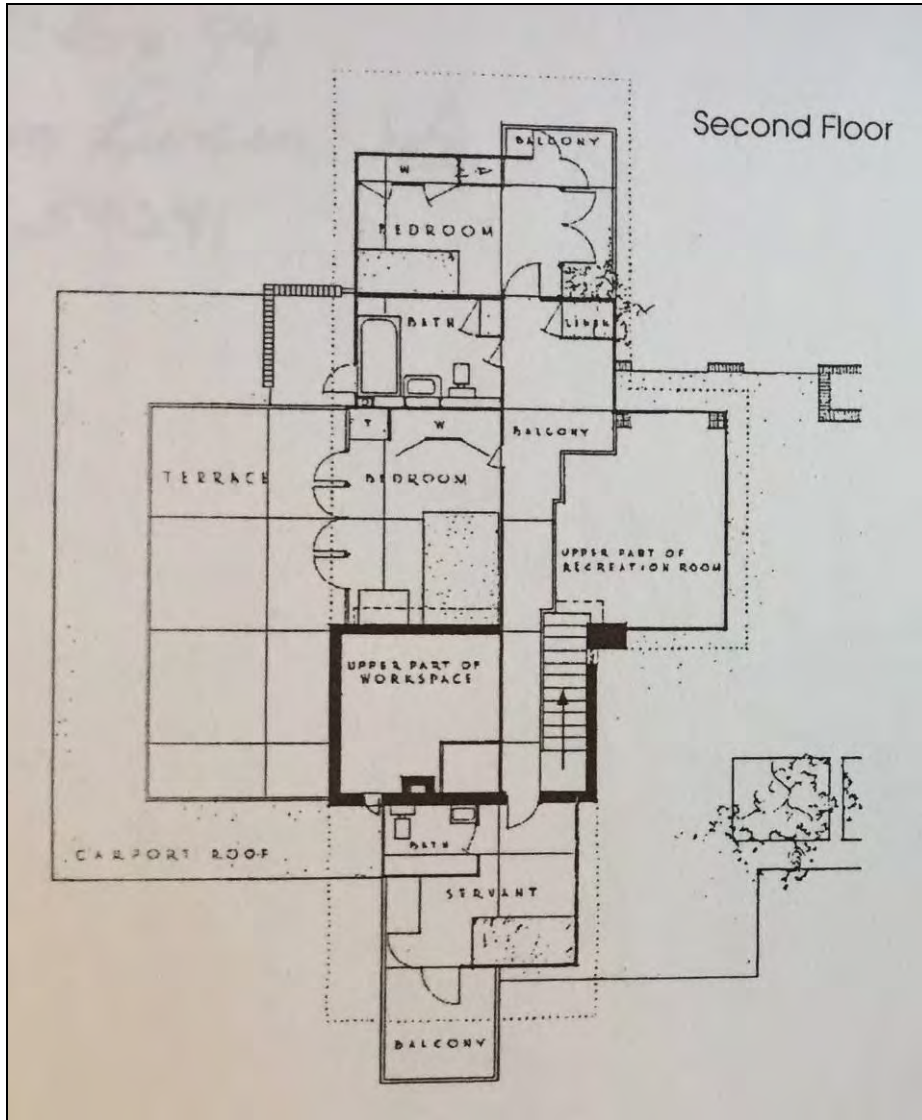 Second Floor
BALCONY
W
T
BEDROOM
BATH
LINEN
T
W
BALCONY
TERRACE
BEDROOM
UPPER PART OF
RECREATION ROOM
UPPER PART OF
WORKSPACE
BATH
CARPORT ROOF
SERVANT
BALCONY